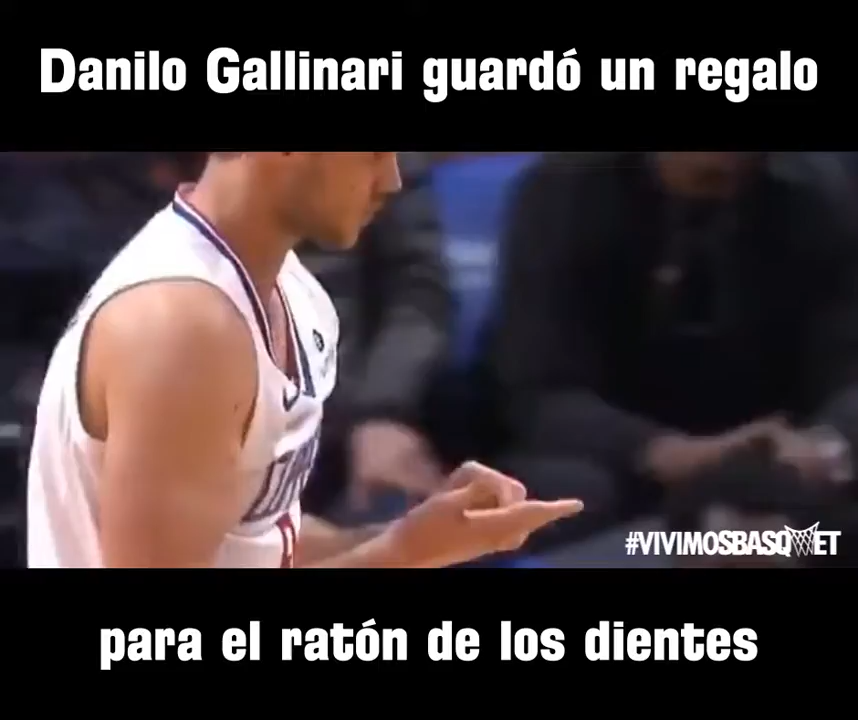 Danilo Gallinari guardó un regalo
#VIVIMOSBASQUET
para el ratón de los dientes